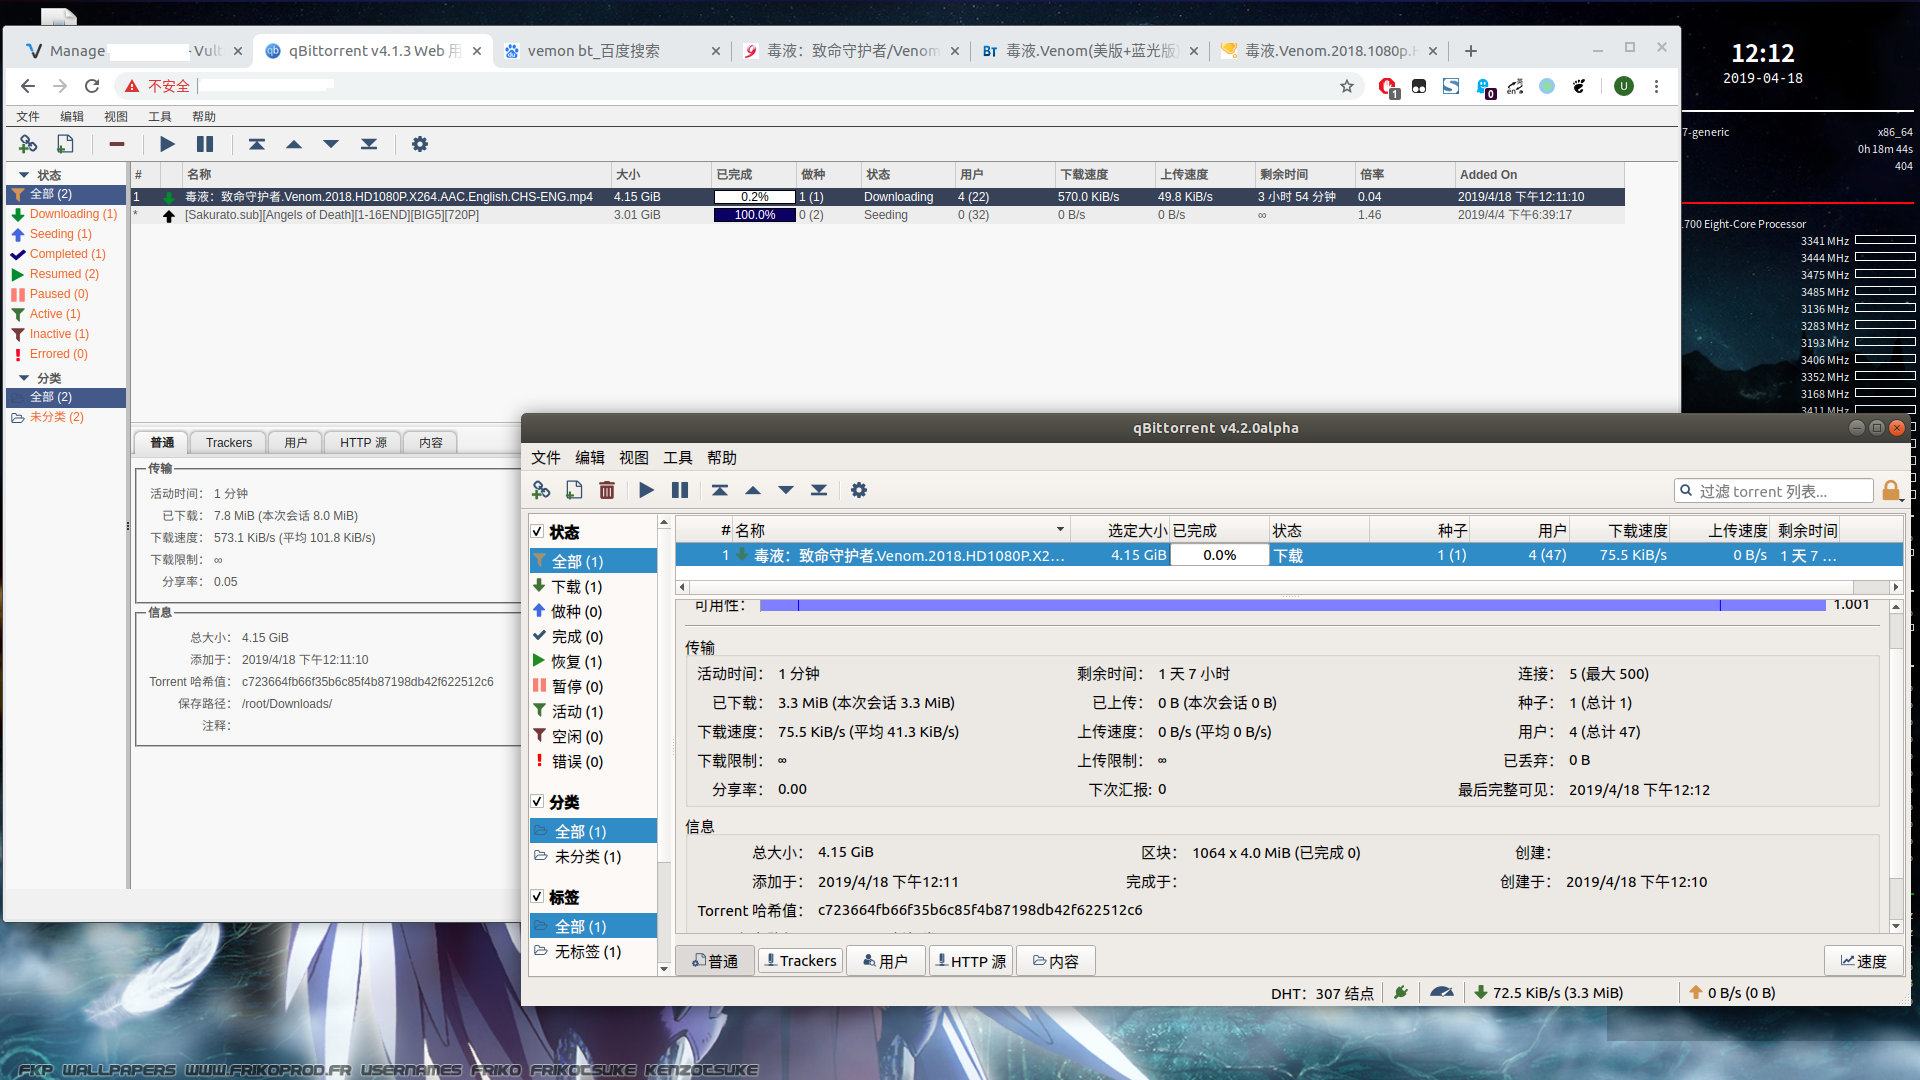 Manage - Vult
qBittorrent v4.1.3 Web 用
vemon bt_百度搜索
毒液：致命守护者/Venom
BT 毒液.Venom(美版+蓝光版)
毒液.Venom.2018.1080p.H
不安全
1
0
U
文件 编辑 视图 工具 帮助
# 名称 大小 已完成 做种 状态 用户 下载速度 上传速度 剩余时间 倍率 Added On
1 毒液：致命守护者.Venom.2018.HD1080P.X264.AAC.English.CHS-ENG.mp4 4.15 GiB 0.2% 1 (1) Downloading 4 (22) 570.0 KiB/s 49.8 KiB/s 3 小时 54 分钟 0.04 2019/4/18 下午12:11:10
* [Sakurato.sub][Angels of Death][1-16END][BIG5][720P] 3.01 GiB 100.0% 0 (2) Seeding 0 (32) 0 B/s 0 B/s ∞ 1.46 2019/4/4 下午6:39:17
状态
全部 (2)
Downloading (1)
Seeding (1)
Completed (1)
Resumed (2)
Paused (0)
Active (1)
Inactive (1)
Errored (0)
分类
全部 (2)
未分类 (2)
普通 Trackers 用户 HTTP 源 内容
传输
活动时间： 1 分钟
已下载： 7.8 MiB (本次会话 8.0 MiB)
下载速度： 573.1 KiB/s (平均 101.8 KiB/s)
下载限制： ∞
分享率： 0.05
信息
总大小： 4.15 GiB
添加于： 2019/4/18 下午12:11:10
Torrent 哈希值： c723664fb66f35b6c85f4b87198db42f622512c6
保存路径： /root/Downloads/
注释：
12:12
2019-04-18
7-generic x86_64
0h 18m 44s
404
700 Eight-Core Processor
3341 MHz
3444 MHz
3475 MHz
3485 MHz
3136 MHz
3283 MHz
3193 MHz
3406 MHz
3352 MHz
3168 MHz
3411 MHz
qBittorrent v4.2.0alpha
文件 编辑 视图 工具 帮助
过滤 torrent 列表...
状态
全部 (1)
下载 (1)
做种 (0)
完成 (0)
恢复 (1)
暂停 (0)
活动 (1)
空闲 (0)
错误 (0)
分类
全部 (1)
未分类 (1)
标签
全部 (1)
无标签 (1)
# 名称 选定大小 已完成 状态 种子 用户 下载速度 上传速度 剩余时间
1 毒液：致命守护者.Venom.2018.HD1080P.X2... 4.15 GiB 0.0% 下载 1 (1) 4 (47) 75.5 KiB/s 0 B/s 1 天 7 ...
可用性： 1.001
传输
活动时间： 1 分钟 剩余时间： 1 天 7 小时 连接： 5 (最大 500)
已下载： 3.3 MiB (本次会话 3.3 MiB) 已上传： 0 B (本次会话 0 B) 种子： 1 (总计 1)
下载速度： 75.5 KiB/s (平均 41.3 KiB/s) 上传速度： 0 B/s (平均 0 B/s) 用户： 4 (总计 47)
下载限制： ∞ 上传限制： ∞ 已丢弃： 0 B
分享率： 0.00 下次汇报: 0 最后完整可见： 2019/4/18 下午12:12
信息
总大小： 4.15 GiB 区块： 1064 x 4.0 MiB (已完成 0) 创建：
添加于： 2019/4/18 下午12:11 完成于： 创建于： 2019/4/18 下午12:10
Torrent 哈希值： c723664fb66f35b6c85f4b87198db42f622512c6
普通 Trackers 用户 HTTP 源 内容 速度
DHT：307 结点 72.5 KiB/s (3.3 MiB) 0 B/s (0 B)
FKP WALLPAPERS WWW.FRIKOPROD.FR USERNAMES FRIKO FRIKOTSUKE KENZOTSUKE